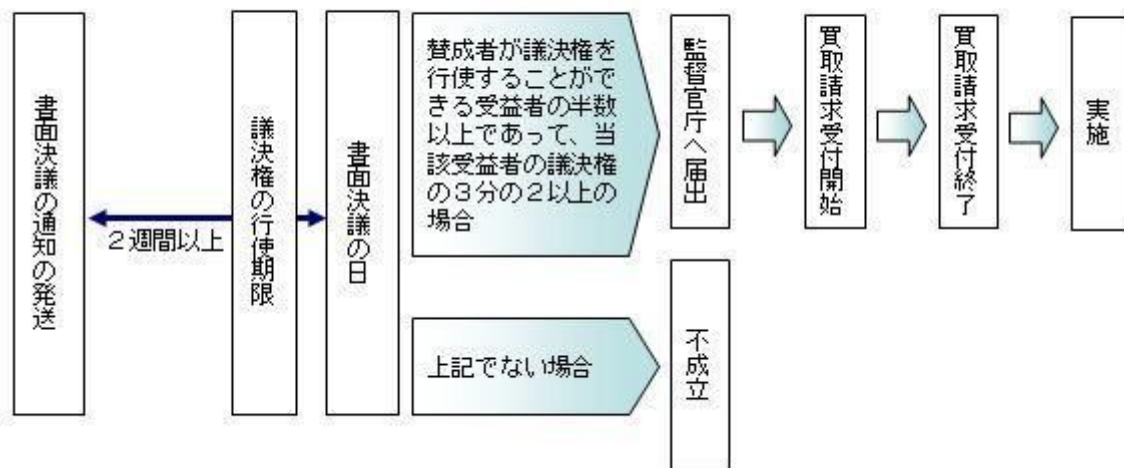 書面決議の通知の発送
２週間以上
議決権の行使期限
書面決議の日
賛成者が議決権を
行使することがで
きる受益者の半数
以上であって、当
該受益者の議決権
の３分の２以上の
場合
監督官庁へ届出
買取請求受付開始
買取請求受付終了
実施
上記でない場合
不成立